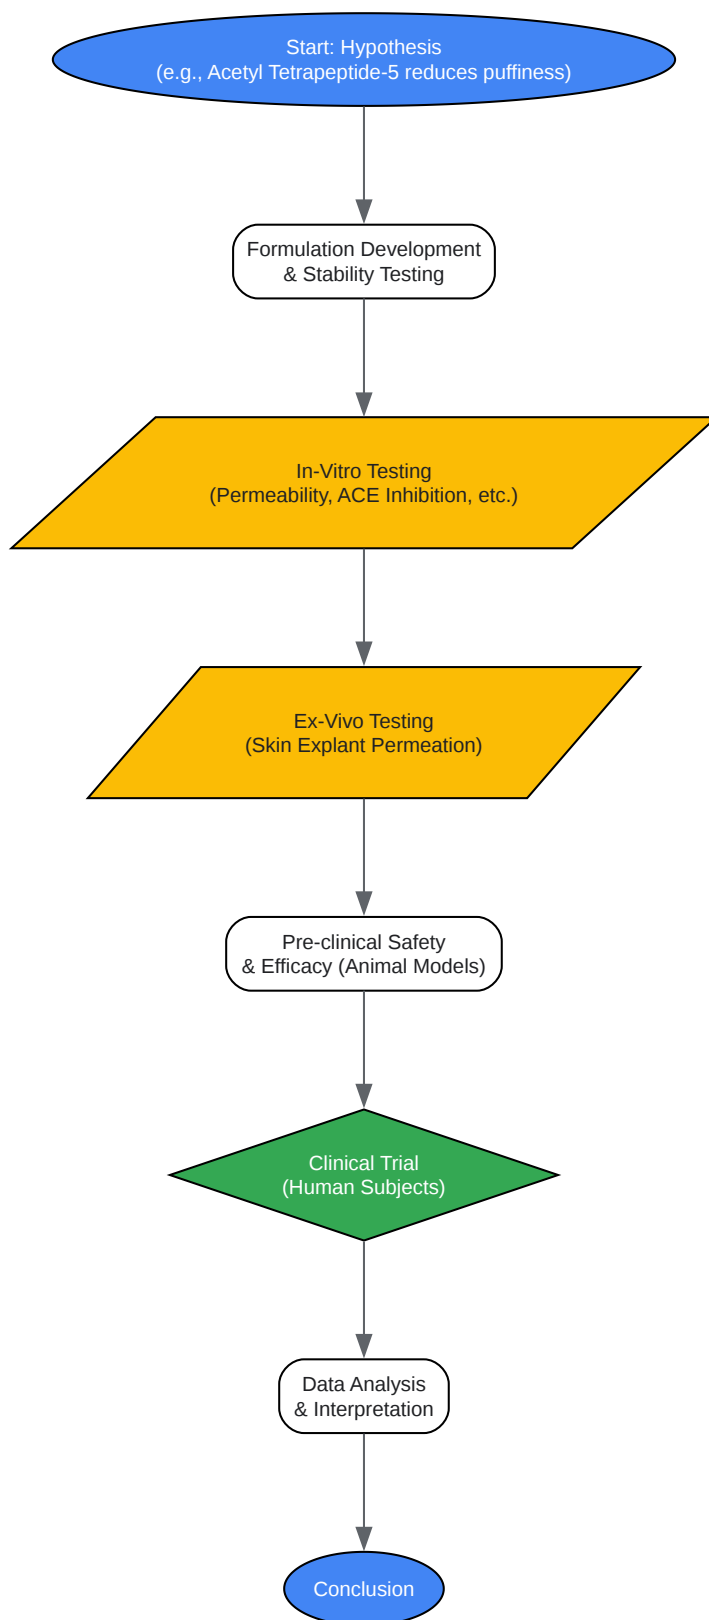 Start: Hypothesis
(e.g., Acetyl Tetrapeptide-5 reduces puffiness)
Formulation Development
& Stability Testing
In-Vitro Testing
(Permeability, ACE Inhibition, etc.)
Ex-Vivo Testing
(Skin Explant Permeation)
Pre-clinical Safety
& Efficacy (Animal Models)
Clinical Trial
(Human Subjects)
Data Analysis
& Interpretation
Conclusion